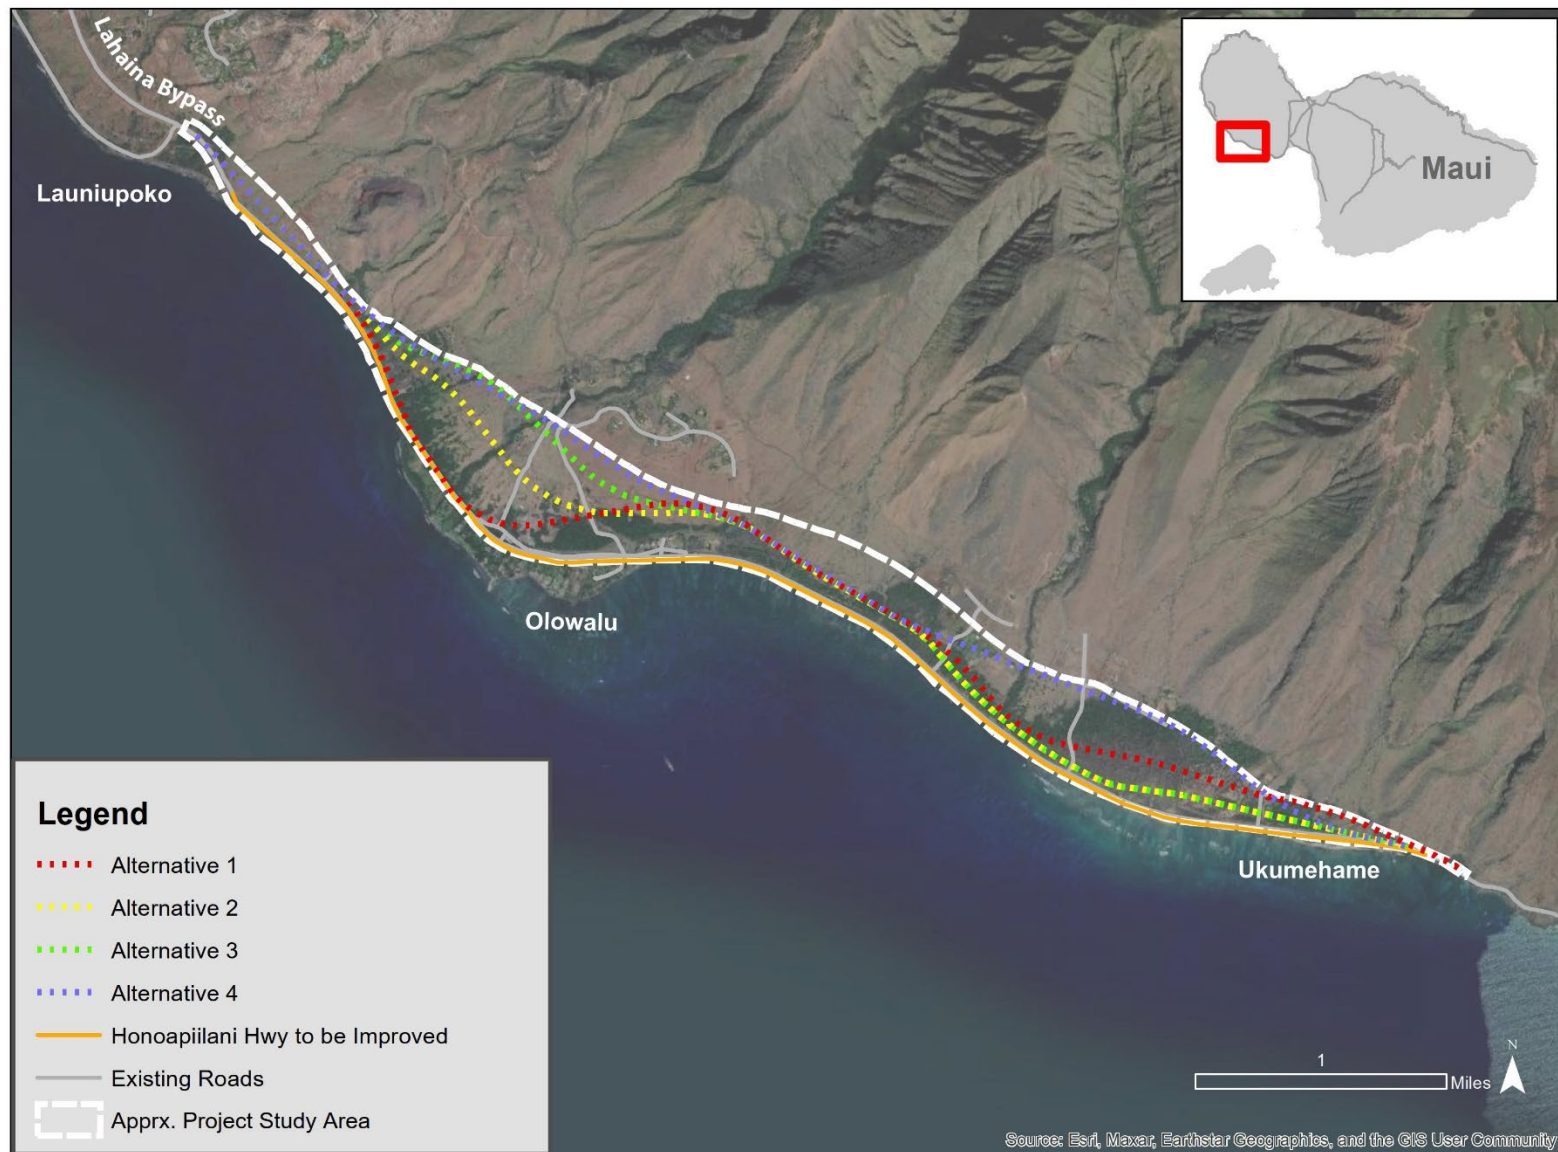 Lahaina Bypass
Maui
Launiupoko
Olowalu
Ukumehame
Legend
Alternative 1
Alternative 2
Alternative 3
Alternative 4
Honoapiilani Hwy to be Improved
Existing Roads
Apprx. Project Study Area
N
1
Miles
Source: Esri, Maxar, Earthstar Geographics, and the GIS User Community